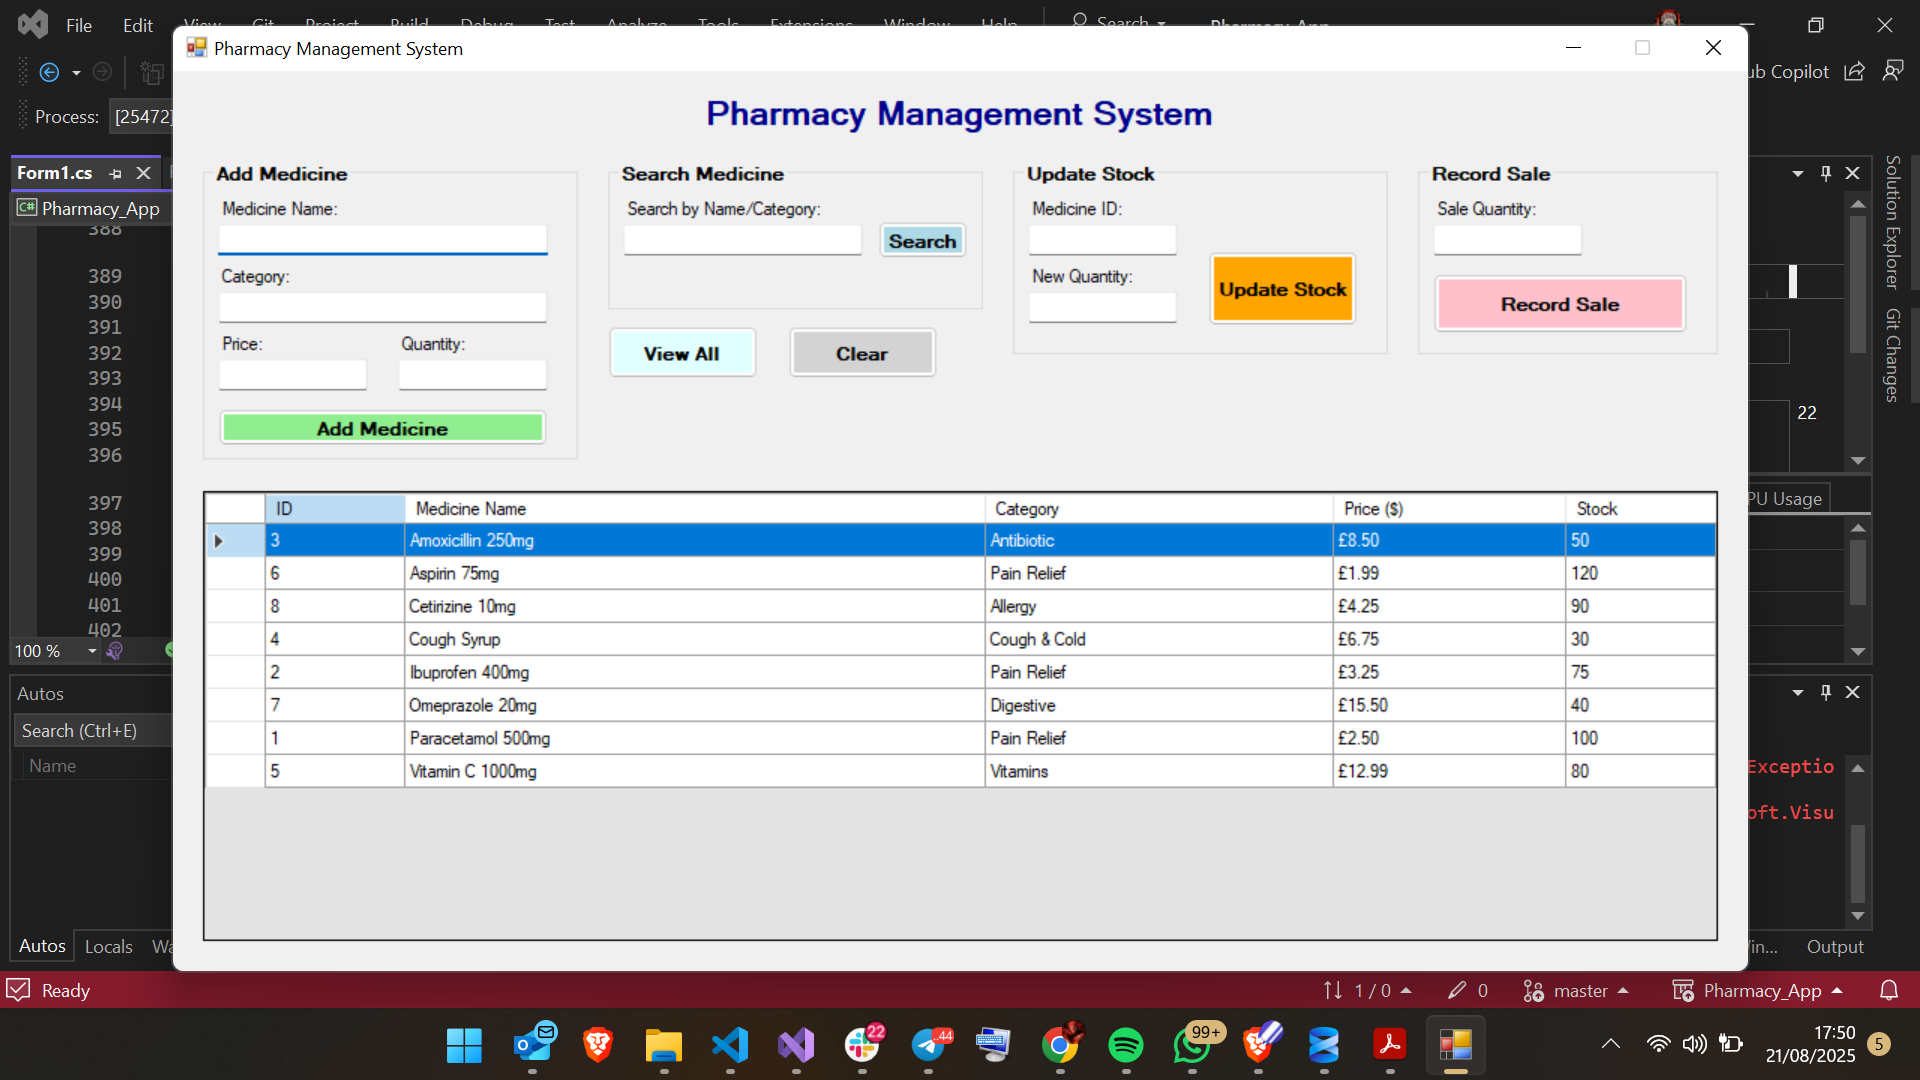 File Edit View Git Project Build Debug Test Analyze Tools Extensions Window Help Search Pharmacy_App
Pharmacy Management System
ub Copilot
Process: [25472]
Pharmacy Management System
Form1.cs
Pharmacy_App
Add Medicine
Medicine Name:
Category:
Price: Quantity:
Add Medicine
Search Medicine
Search by Name/Category:
Search
View All Clear
Update Stock
Medicine ID:
New Quantity:
Update Stock
Record Sale
Sale Quantity:
Record Sale
388
389
390
391
392
393
394
395
396
397
398
399
400
401
402
100 %
Solution Explorer
Git Changes
22
PU Usage
ID Medicine Name Category Price ($) Stock
3 Amoxicillin 250mg Antibiotic £8.50 50
6 Aspirin 75mg Pain Relief £1.99 120
8 Cetirizine 10mg Allergy £4.25 90
4 Cough Syrup Cough & Cold £6.75 30
2 Ibuprofen 400mg Pain Relief £3.25 75
7 Omeprazole 20mg Digestive £15.50 40
1 Paracetamol 500mg Pain Relief £2.50 100
5 Vitamin C 1000mg Vitamins £12.99 80
Autos
Search (Ctrl+E)
Name
Exceptio
oft.Visu
Autos Locals Wa
in... Output
Ready
1 / 0 0 master Pharmacy_App
22 ..44 99+
17:50
21/08/2025
5